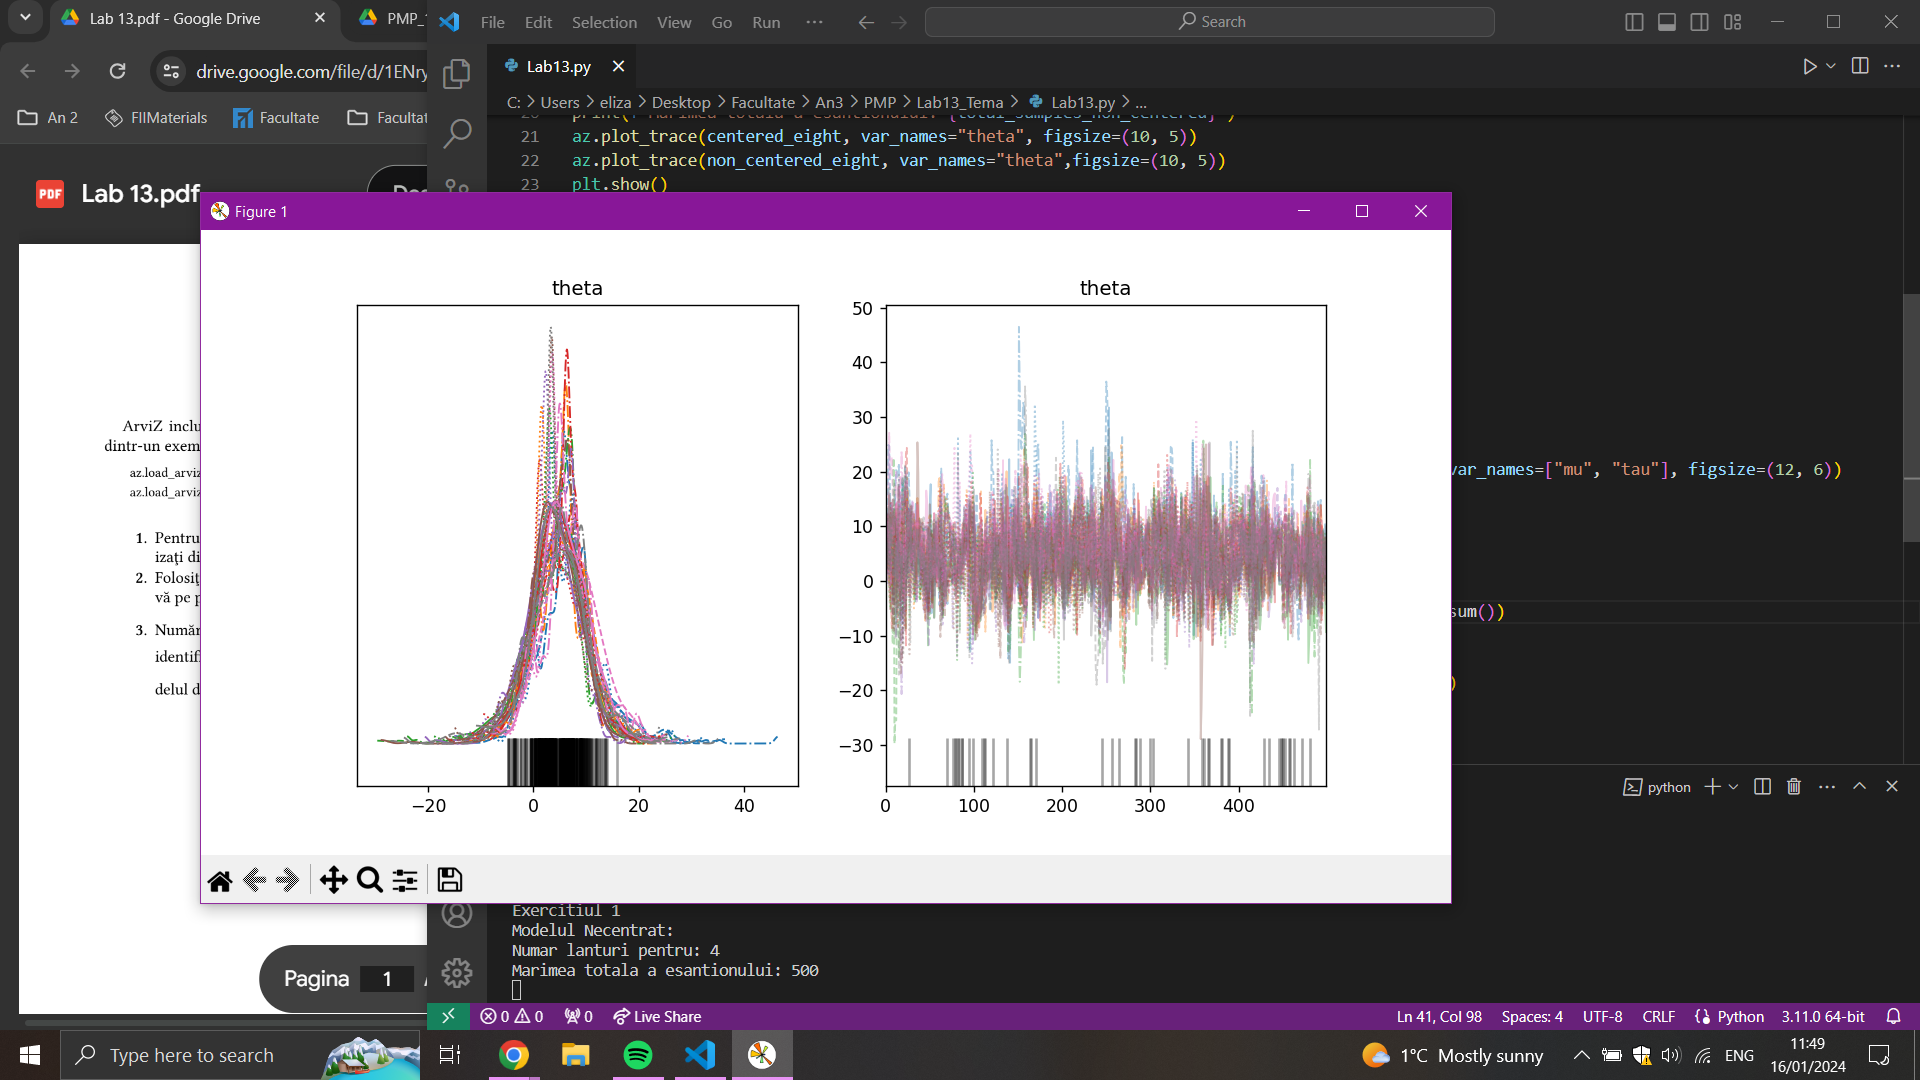 Lab 13.pdf - Google Drive
PMP_
drive.google.com/file/d/1ENry
An 2
FIIMaterials
Facultate
Facultat
Lab 13.pdf
ArviZ inclu
dintr-un exem
az.load_arviz
az.load_arviz
1. Pentru
izaţi di
2. Folosiţ
vă pe p
3. Număr
identifi
delul d
Pagina 1
File Edit Selection View Go Run ···
Search
Lab13.py
C: > Users > eliza > Desktop > Facultate > An3 > PMP > Lab13_Tema > Lab13.py > ...
21 az.plot_trace(centered_eight, var_names="theta", figsize=(10, 5))
22 az.plot_trace(non_centered_eight, var_names="theta",figsize=(10, 5))
23 plt.show()
Figure 1
theta
−20 0 20 40
theta
50
40
30
20
10
0
−10
−20
−30
0 100 200 300 400
var_names=["mu", "tau"], figsize=(12, 6))
sum())
)
python
Exercitiul 1
Modelul Necentrat:
Numar lanturi pentru: 4
Marimea totala a esantionului: 500
0 0 0 Live Share
Ln 41, Col 98 Spaces: 4 UTF-8 CRLF Python 3.11.0 64-bit
Type here to search
1°C Mostly sunny
ENG
11:49
16/01/2024